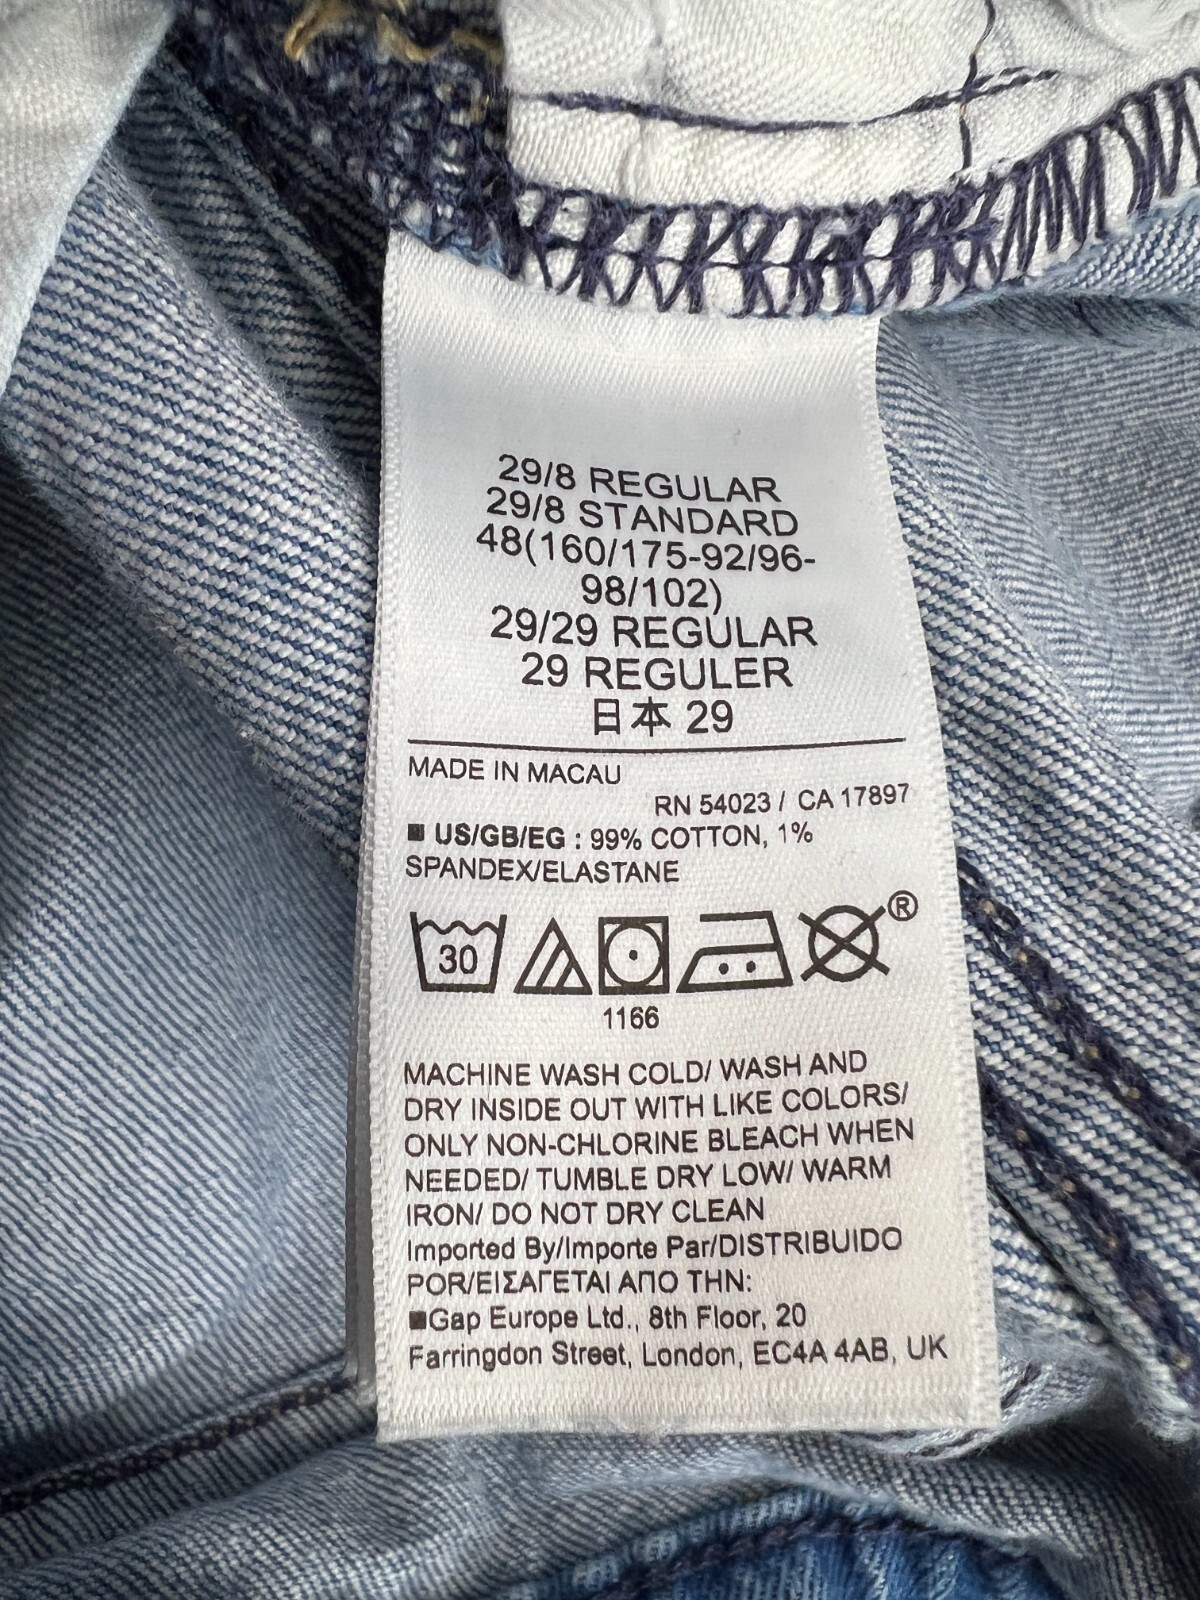 29/8 REGULAR
29/8 STANDARD
48(160/175-92/96-
98/102)
29/29 REGULAR
29 REGULER
日本 29
MADE IN MACAU
RN 54023 / CA 17897
■ US/GB/EG : 99% COTTON, 1%
SPANDEX/ELASTANE
30 ®
1166
MACHINE WASH COLD/ WASH AND
DRY INSIDE OUT WITH LIKE COLORS/
ONLY NON-CHLORINE BLEACH WHEN
NEEDED/ TUMBLE DRY LOW/ WARM
IRON/ DO NOT DRY CLEAN
Imported By/Importe Par/DISTRIBUIDO
POR/ΕΙΣΑΓΕΤΑΙ ΑΠΟ ΤΗΝ:
■Gap Europe Ltd., 8th Floor, 20
Farringdon Street, London, EC4A 4AB, UK